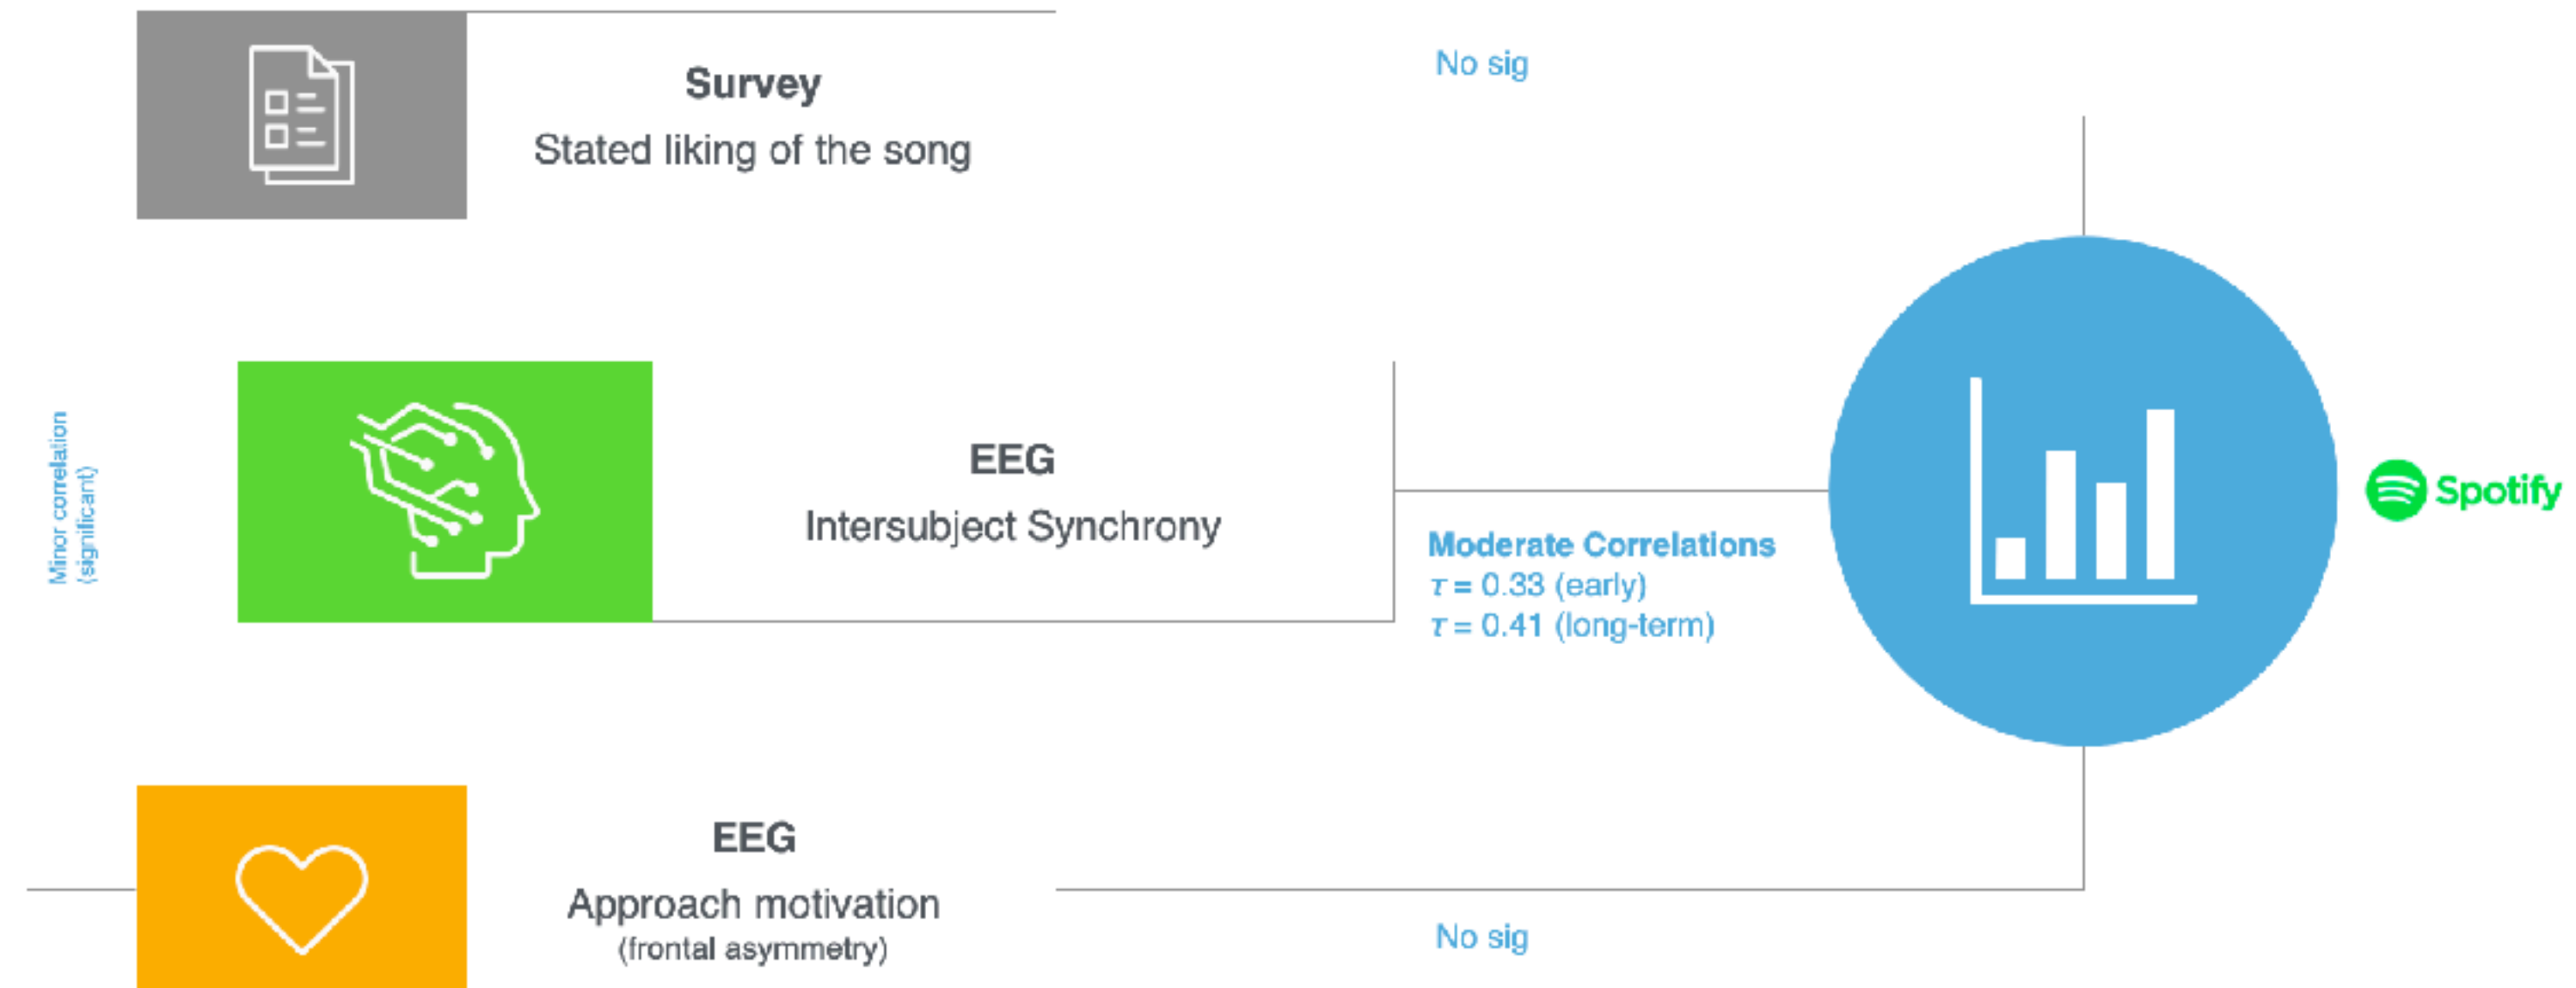 Survey
Stated liking of the song
No sig
Minor correlation
(significant)
EEG
Intersubject Synchrony
Moderate Correlations
τ = 0.33 (early)
τ = 0.41 (long-term)
Spotify
EEG
Approach motivation
(frontal asymmetry)
No sig